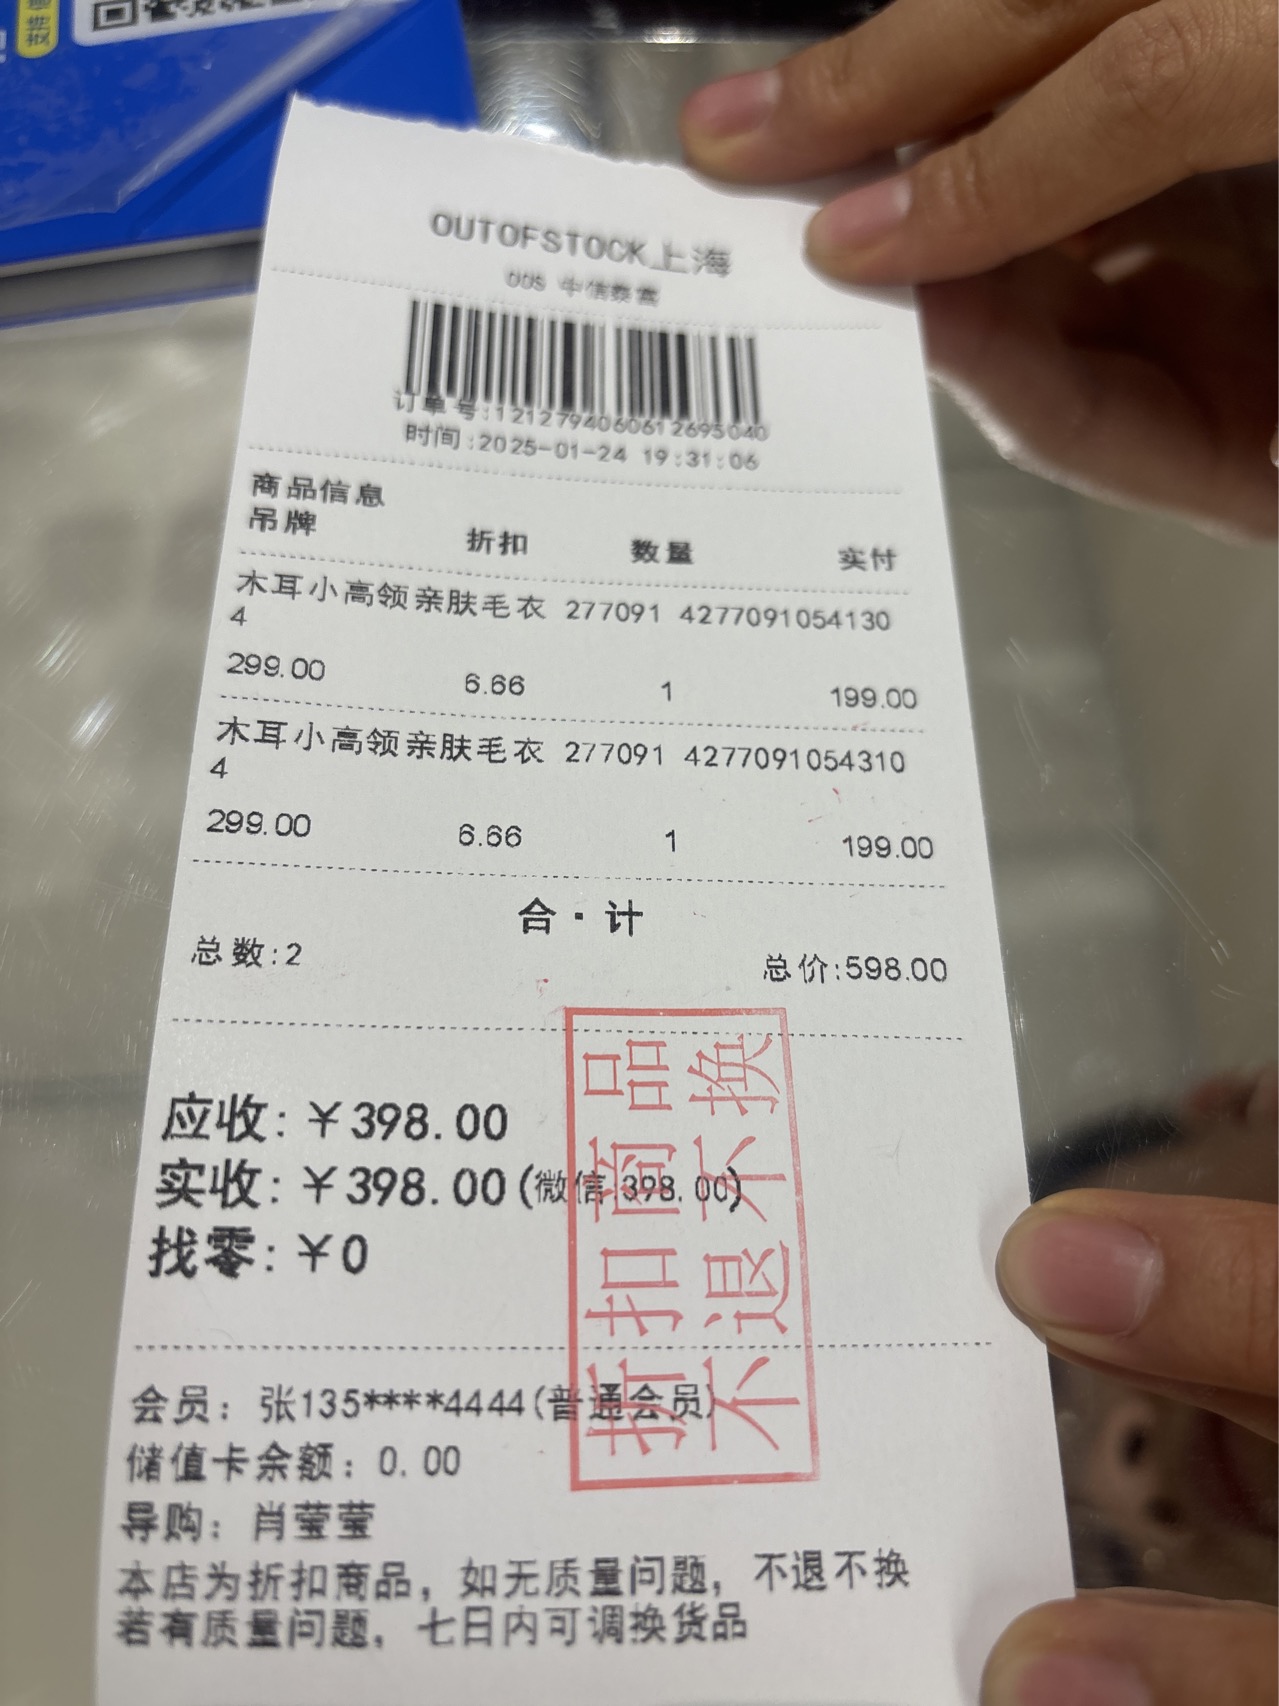 支持
OUTOFSTOCK上海
订单号:1212794060612695040
时间:2025-01-24 19:31:06
商品信息
吊牌 折扣 数量 实付
木耳小高领亲肤毛衣 277091 4277091054130
4
299.00 6.66 1 199.00
木耳小高领亲肤毛衣 277091 4277091054310
4
299.00 6.66 1 199.00
合·计
总数:2 总价:598.00
应收:￥398.00
实收:￥398.00(微信:398.00)
找零:￥0
折扣商品
不退不换
会员: 张135****4444(普通会员)
储值卡余额: 0.00
导购: 肖莹莹
本店为折扣商品，如无质量问题，不退不换
若有质量问题，七日内可调换货品